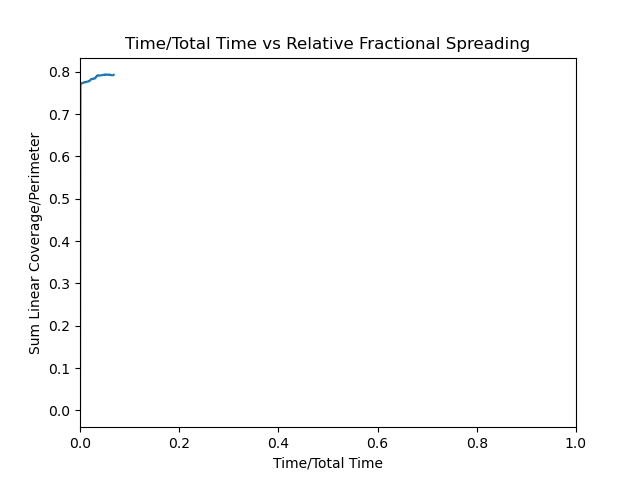 Time/Total Time vs Relative Fractional Spreading
Sum Linear Coverage/Perimeter
0.8
0.7
0.6
0.5
0.4
0.3
0.2
0.1
0.0
0.0 0.2 0.4 0.6 0.8 1.0
Time/Total Time